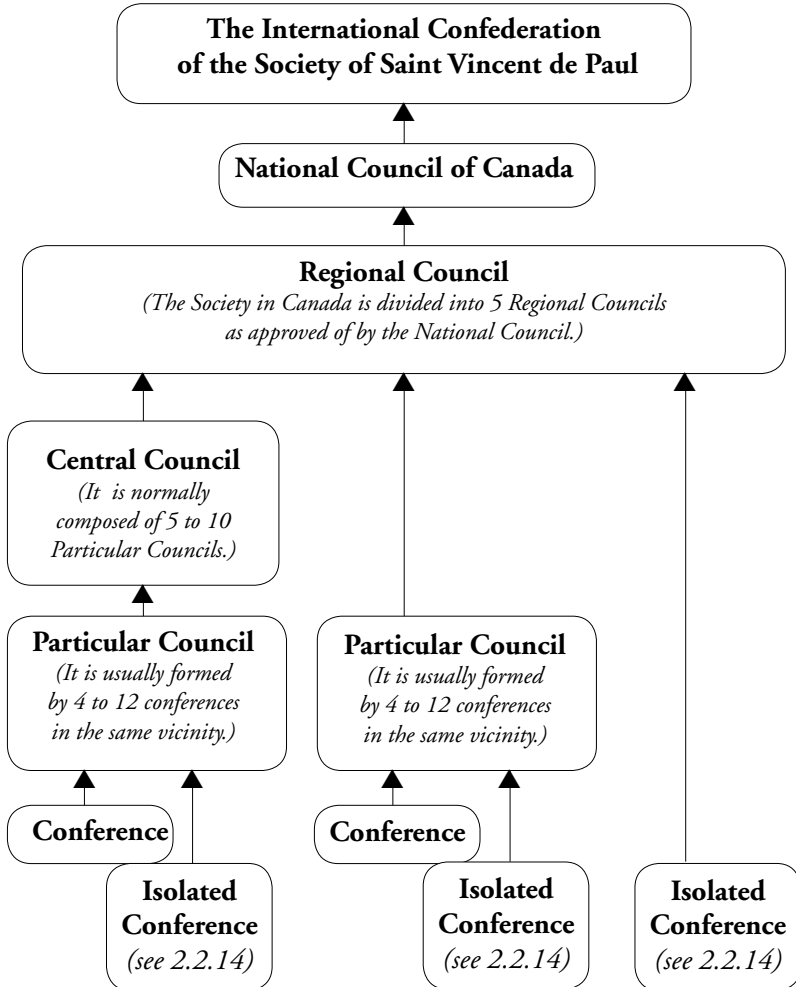 The International Confederation
of the Society of Saint Vincent de Paul
National Council of Canada
Regional Council
(The Society in Canada is divided into 5 Regional Councils
as approved of by the National Council.)
Central Council
(It is normally
composed of 5 to 10
Particular Councils.)
Particular Council
(It is usually formed
by 4 to 12 conferences
in the same vicinity.)
Particular Council
(It is usually formed
by 4 to 12 conferences
in the same vicinity.)
Conference
Isolated
Conference
(see 2.2.14)
Conference
Isolated
Conference
(see 2.2.14)
Isolated
Conference
(see 2.2.14)